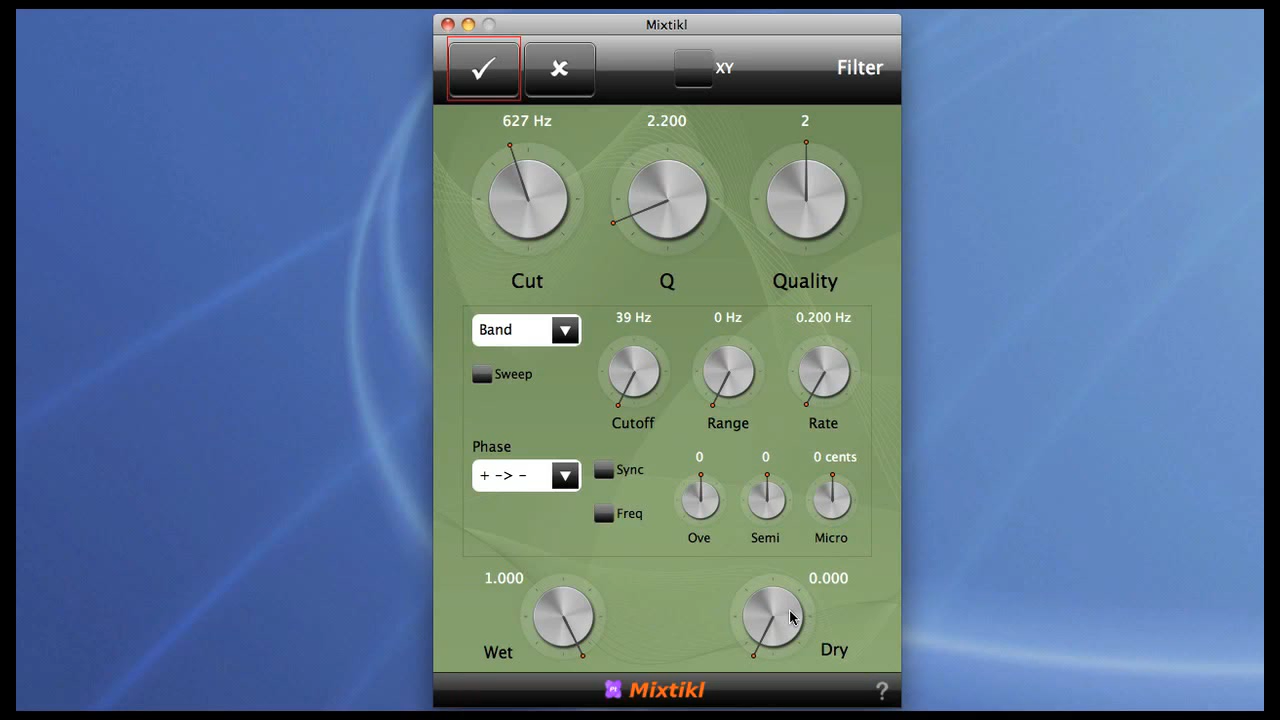 Mixtikl
XY
Filter
627 Hz
2.200
2
Cut
Q
Quality
Band
39 Hz
0 Hz
0.200 Hz
Sweep
Cutoff
Range
Rate
Phase
+ -> -
Sync
0
0
0 cents
Freq
Ove
Semi
Micro
1.000
0.000
Wet
Dry
Mixtikl
?